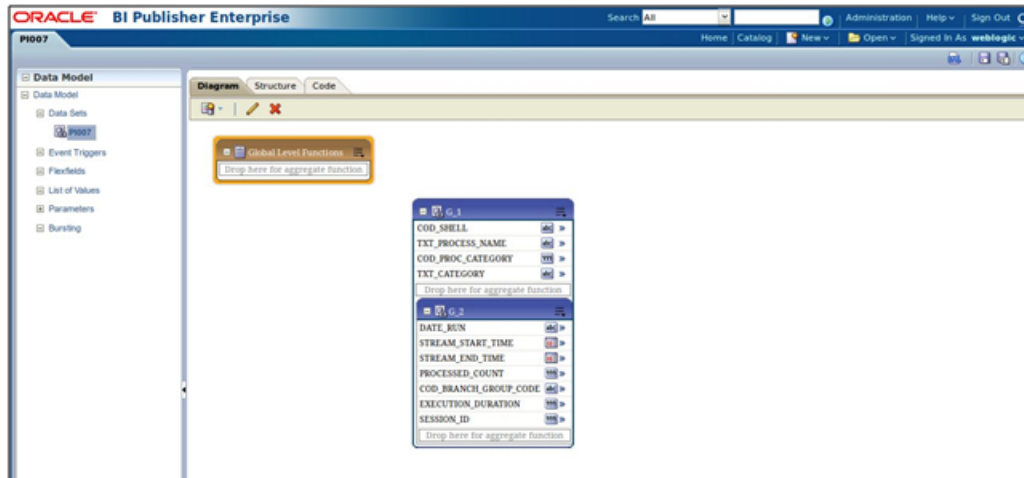 ORACLE BI Publisher Enterprise
Search All
Administration Help Sign Out
PI007
Home Catalog New Open Signed In As weblogic
Data Model
Data Model
Data Sets
PI007
Event Triggers
Flexfields
List of Values
Parameters
Bursting
Diagram Structure Code
Global Level Functions
Drop here for aggregate function
G_1
COD_SHELL
TXT_PROCESS_NAME
COD_PROC_CATEGORY
TXT_CATEGORY
Drop here for aggregate function
G_2
DATE_RUN
STREAM_START_TIME
STREAM_END_TIME
PROCESSED_COUNT
COD_BRANCH_GROUP_CODE
EXECUTION_DURATION
SESSION_ID
Drop here for aggregate function